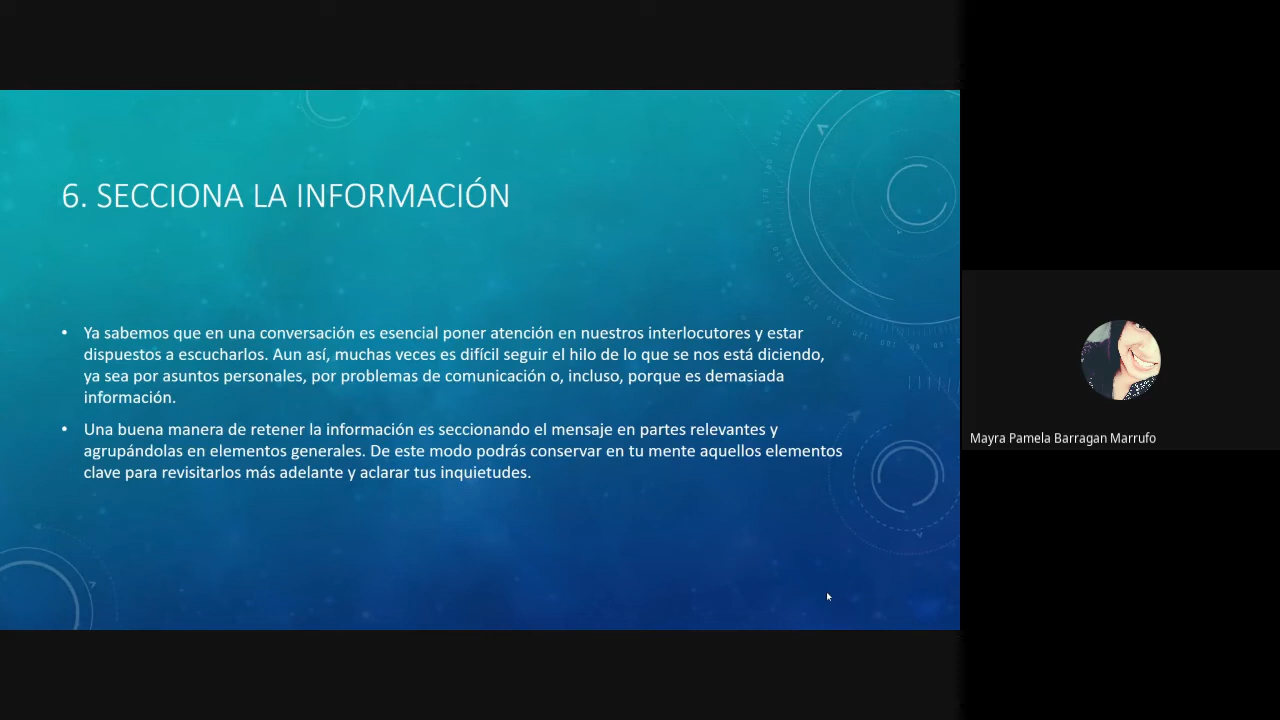 6. SECCIONA LA INFORMACIÓN
• Ya sabemos que en una conversación es esencial poner atención en nuestros interlocutores y estar
dispuestos a escucharlos. Aun así, muchas veces es difícil seguir el hilo de lo que se nos está diciendo,
ya sea por asuntos personales, por problemas de comunicación o, incluso, porque es demasiada
información.
• Una buena manera de retener la información es seccionando el mensaje en partes relevantes y
agrupándolas en elementos generales. De este modo podrás conservar en tu mente aquellos elementos
clave para revisitarlos más adelante y aclarar tus inquietudes.
Mayra Pamela Barragan Marrufo